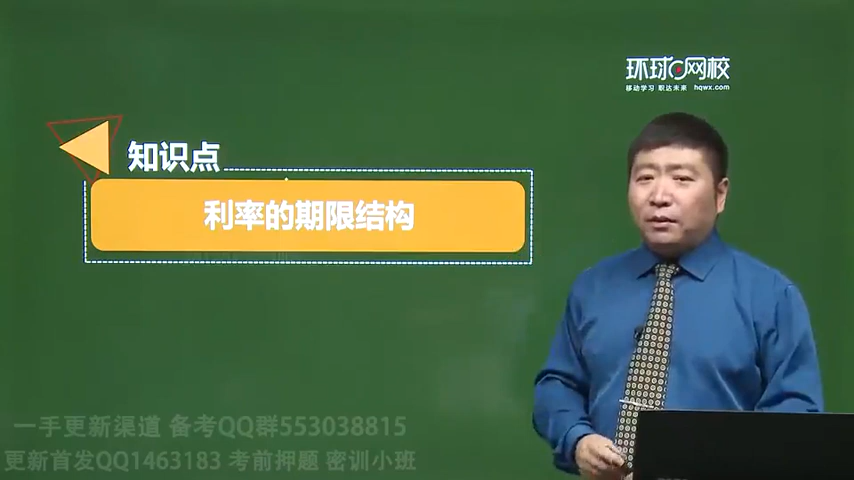 环球网校
移动学习 职达未来 hqwx.com
知识点
利率的期限结构
一手更新渠道 备考QQ群553038815
更新首发QQ1463183 考前押题 密训小班